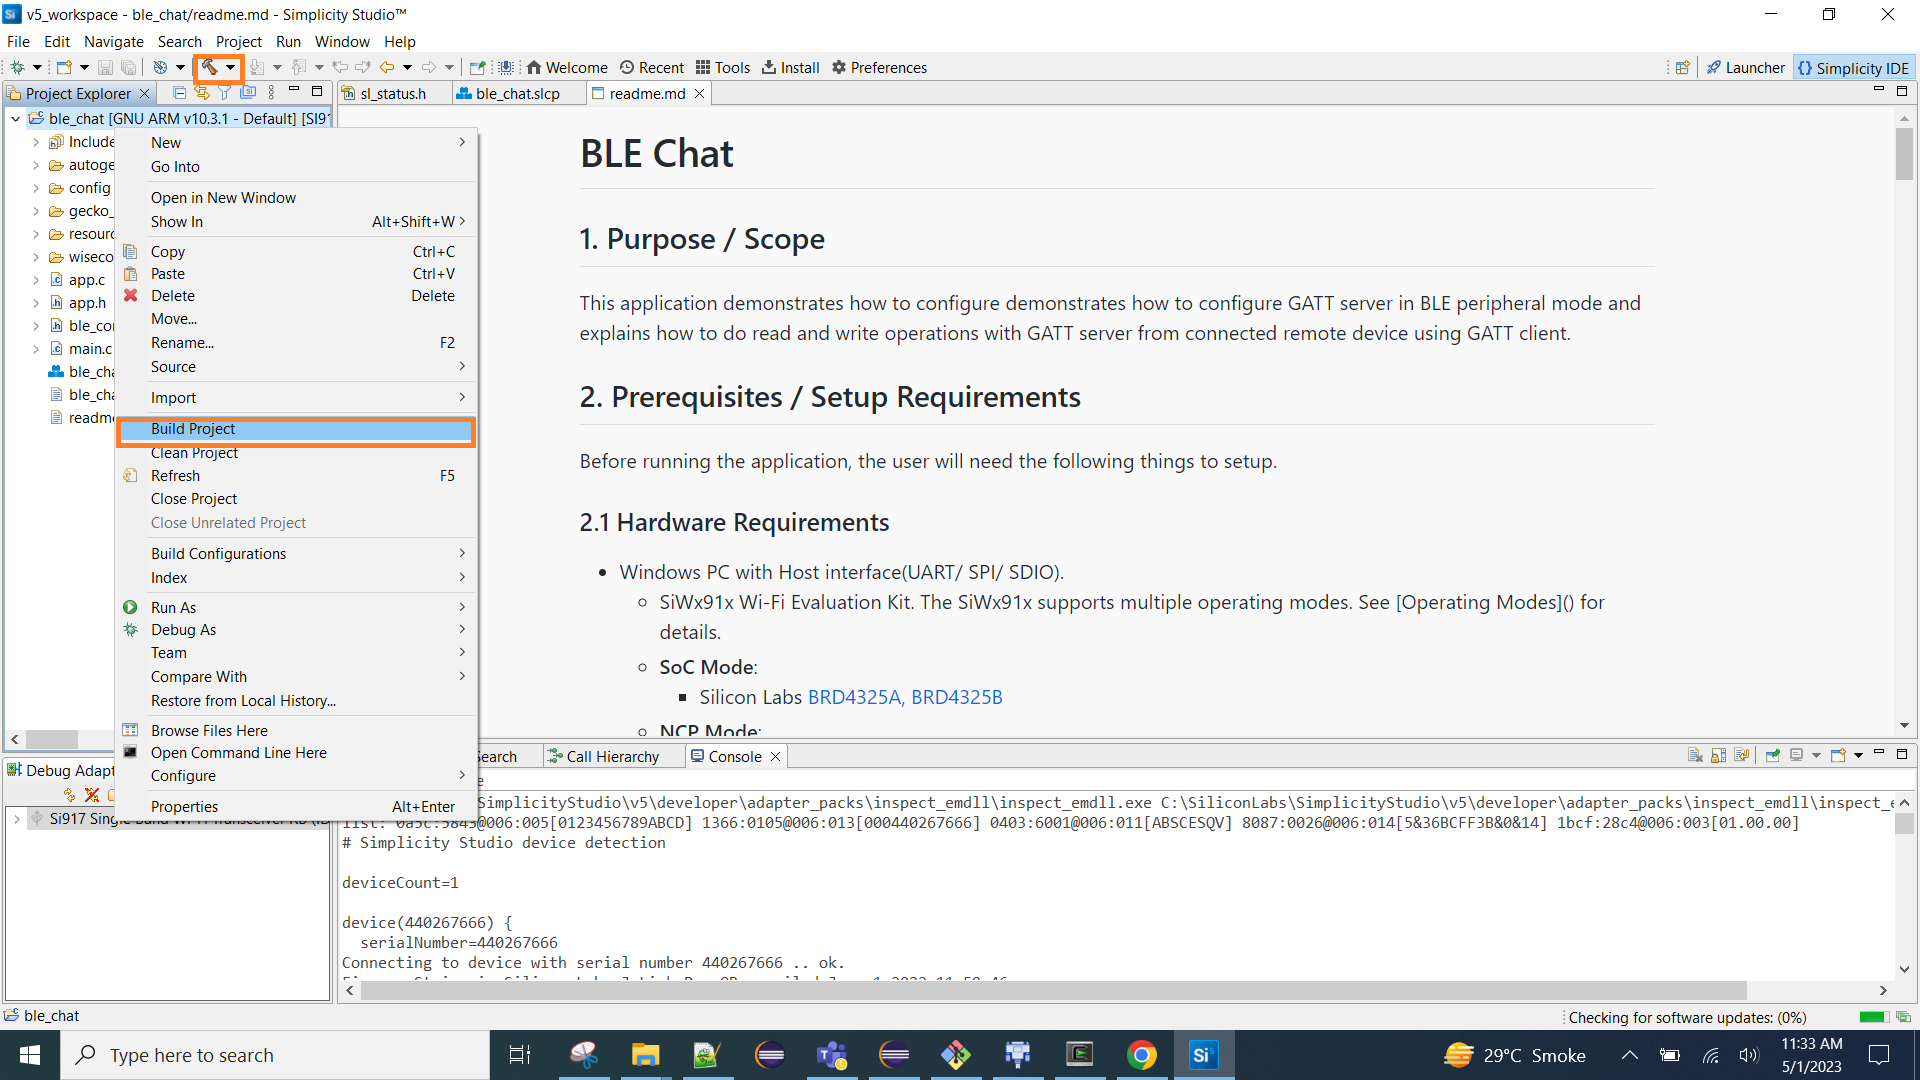 v5_workspace - ble_chat/readme.md - Simplicity Studio™
File Edit Navigate Search Project Run Window Help
Welcome Recent Tools Install Preferences
Launcher Simplicity IDE
Project Explorer
sl_status.h ble_chat.slcp readme.md
ble_chat [GNU ARM v10.3.1 - Default] [SI91
Include
autoge
config
gecko_
resourc
wiseco
app.c
app.h
ble_con
main.c
ble_cha
ble_cha
readme
New
Go Into
Open in New Window
Show In Alt+Shift+W
Copy Ctrl+C
Paste Ctrl+V
Delete Delete
Move...
Rename... F2
Source
Import
Build Project
Clean Project
Refresh F5
Close Project
Close Unrelated Project
Build Configurations
Index
Run As
Debug As
Team
Compare With
Restore from Local History...
Browse Files Here
Open Command Line Here
Configure
Properties Alt+Enter
BLE Chat
1. Purpose / Scope
This application demonstrates how to configure demonstrates how to configure GATT server in BLE peripheral mode and
explains how to do read and write operations with GATT server from connected remote device using GATT client.
2. Prerequisites / Setup Requirements
Before running the application, the user will need the following things to setup.
2.1 Hardware Requirements
• Windows PC with Host interface(UART/ SPI/ SDIO).
SiWx91x Wi-Fi Evaluation Kit. The SiWx91x supports multiple operating modes. See [Operating Modes]() for
details.
SoC Mode:
Silicon Labs BRD4325A, BRD4325B
NCP Mode:
Debug Adapt
Si917 Single
Search Call Hierarchy Console
SimplicityStudio\v5\developer\adapter_packs\inspect_emdll\inspect_emdll.exe C:\SiliconLabs\SimplicityStudio\v5\developer\adapter_packs\inspect_emdll\inspect_e
list: 0a5c:5843@006:005[0123456789ABCD] 1366:0105@006:013[000440267666] 0403:6001@006:011[ABSCESQV] 8087:0026@006:014[5&36BCFF3B&0&14] 1bcf:28c4@006:003[01.00.00]
# Simplicity Studio device detection
deviceCount=1
device(440267666) {
serialNumber=440267666
Connecting to device with serial number 440267666 .. ok.
ble_chat
Checking for software updates: (0%)
Type here to search
29°C Smoke
11:33 AM
5/1/2023